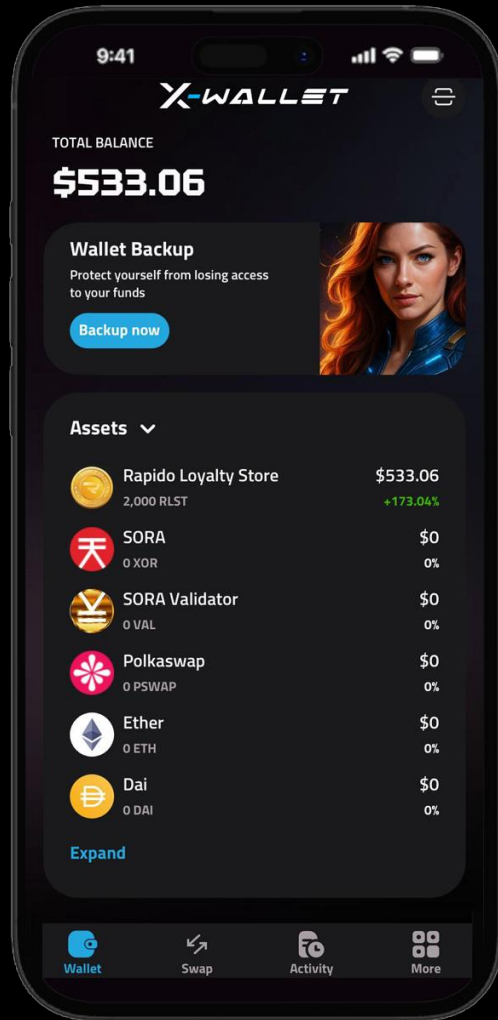 9:41
X-WALLET
TOTAL BALANCE
$533.06
Wallet Backup
Protect yourself from losing access
to your funds
Backup now
Assets
Rapido Loyalty Store $533.06
2,000 RLST +173.04%
SORA $0
0 XOR 0%
SORA Validator $0
0 VAL 0%
Polkaswap $0
0 PSWAP 0%
Ether $0
0 ETH 0%
Dai $0
0 DAI 0%
Expand
Wallet Swap Activity More